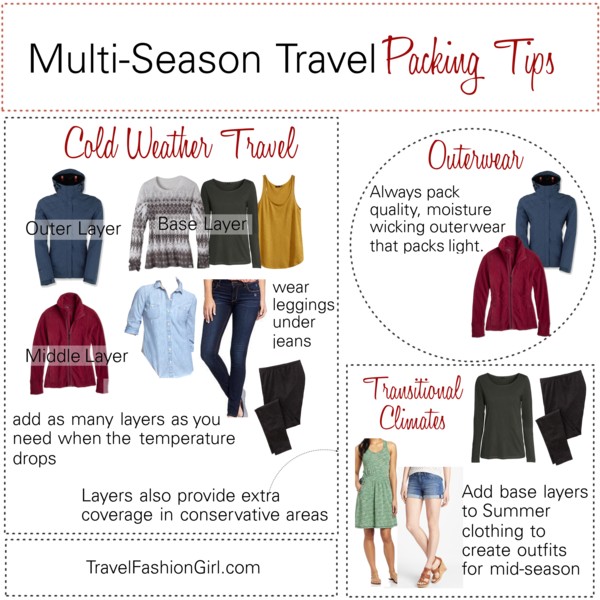 Multi-Season Travel Packing Tips
Cold Weather Travel
Outer Layer
Base Layer
Middle Layer
wear
leggings
under
jeans
add as many layers as you
need when the temperature
drops
Layers also provide extra
coverage in conservative areas
TravelFashionGirl.com
Outerwear
Always pack
quality, moisture
wicking outerwear
that packs light.
Transitional
Climates
Add base layers
to Summer
clothing to
create outfits
for mid-season